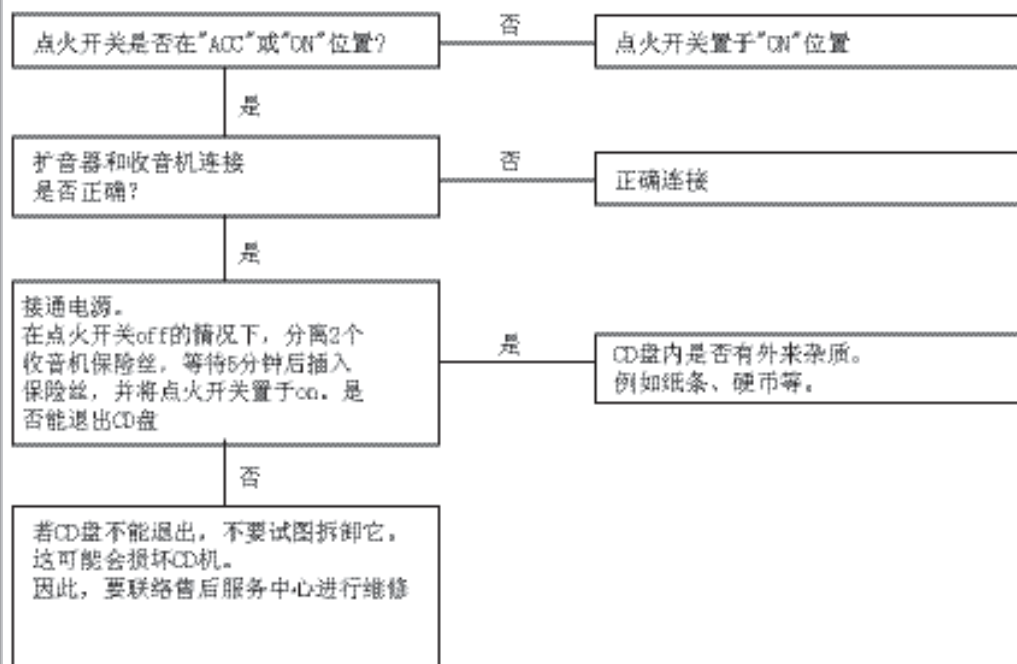 点火开关是否在"ACC"或"ON"位置?
否
点火开关置于"ON"位置
是
扩音器和收音机连接
是否正确?
否
正确连接
是
接通电源。
在点火开关off的情况下，分离2个
收音机保险丝，等待5分钟后插入
保险丝，并将点火开关置于on。是
否能退出CD盘
是
CD盘内是否有外来杂质。
例如纸条、硬币等。
否
若CD盘不能退出，不要试图拆卸它，
这可能会损坏CD机。
因此，要联络售后服务中心进行维修